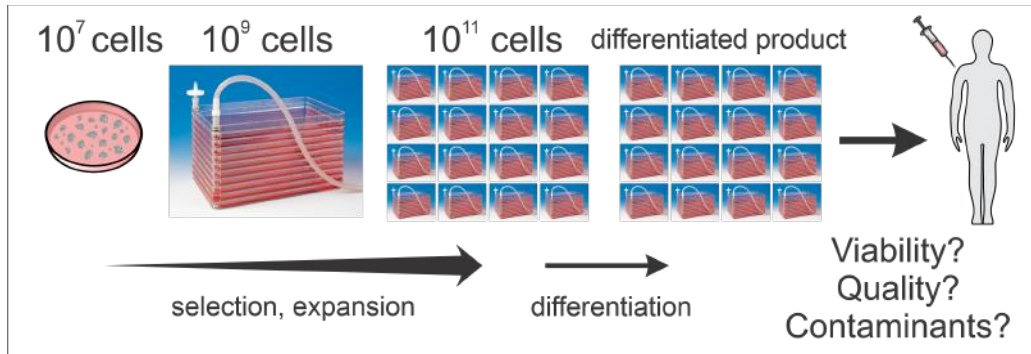 10⁷ cells
10⁹ cells
10¹¹ cells
differentiated product
selection, expansion
differentiation
Viability?
Quality?
Contaminants?